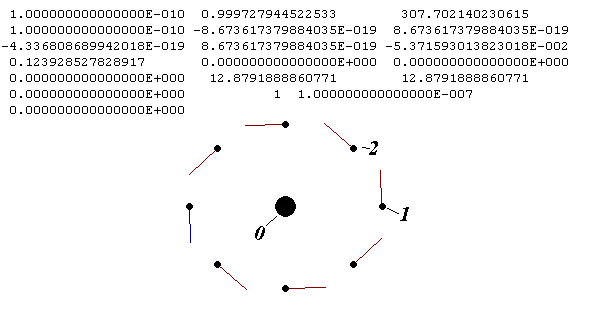 1.000000000000000E-010 0.999727944522533 307.702140230615
1.000000000000000E-010 -8.673617379884035E-019 8.673617379884035E-019
-4.336808689942018E-019 8.673617379884035E-019 -5.371593013823018E-002
0.123928527828917 0.000000000000000E+000 0.000000000000000E+000
0.000000000000000E+000 12.8791888860771 12.8791888860771
0.000000000000000E+000 1 1.000000000000000E-007
0.000000000000000E+000
2
1
0